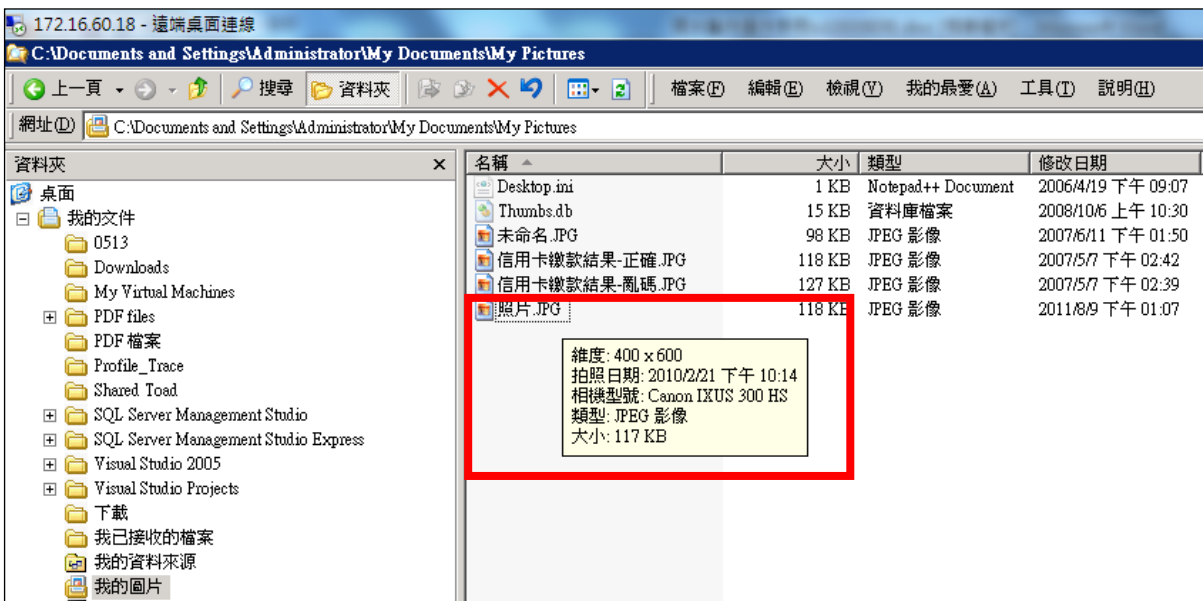 172.16.60.18 - 遠端桌面連線
C:\Documents and Settings\Administrator\My Documents\My Pictures
上一頁 搜尋 資料夾 檔案(F) 編輯(E) 檢視(V) 我的最愛(A) 工具(T) 說明(H)
網址(D) C:\Documents and Settings\Administrator\My Documents\My Pictures
資料夾 x
桌面
我的文件
0513
Downloads
My Virtual Machines
PDF files
PDF 檔案
Profile_Trace
Shared Toad
SQL Server Management Studio
SQL Server Management Studio Express
Visual Studio 2005
Visual Studio Projects
下載
我已接收的檔案
我的資料來源
我的圖片
名稱 大小 類型 修改日期
Desktop.ini 1 KB Notepad++ Document 2006/4/19 下午 09:07
Thumbs.db 15 KB 資料庫檔案 2008/10/6 上午 10:30
未命名.JPG 98 KB JPEG 影像 2007/6/11 下午 01:50
信用卡繳款結果-正確.JPG 118 KB JPEG 影像 2007/5/7 下午 02:42
信用卡繳款結果-亂碼.JPG 127 KB JPEG 影像 2007/5/7 下午 02:39
照片.JPG 118 KB JPEG 影像 2011/8/9 下午 01:07
維度: 400 x 600
拍照日期: 2010/2/21 下午 10:14
相機型號: Canon IXUS 300 HS
類型: JPEG 影像
大小: 117 KB